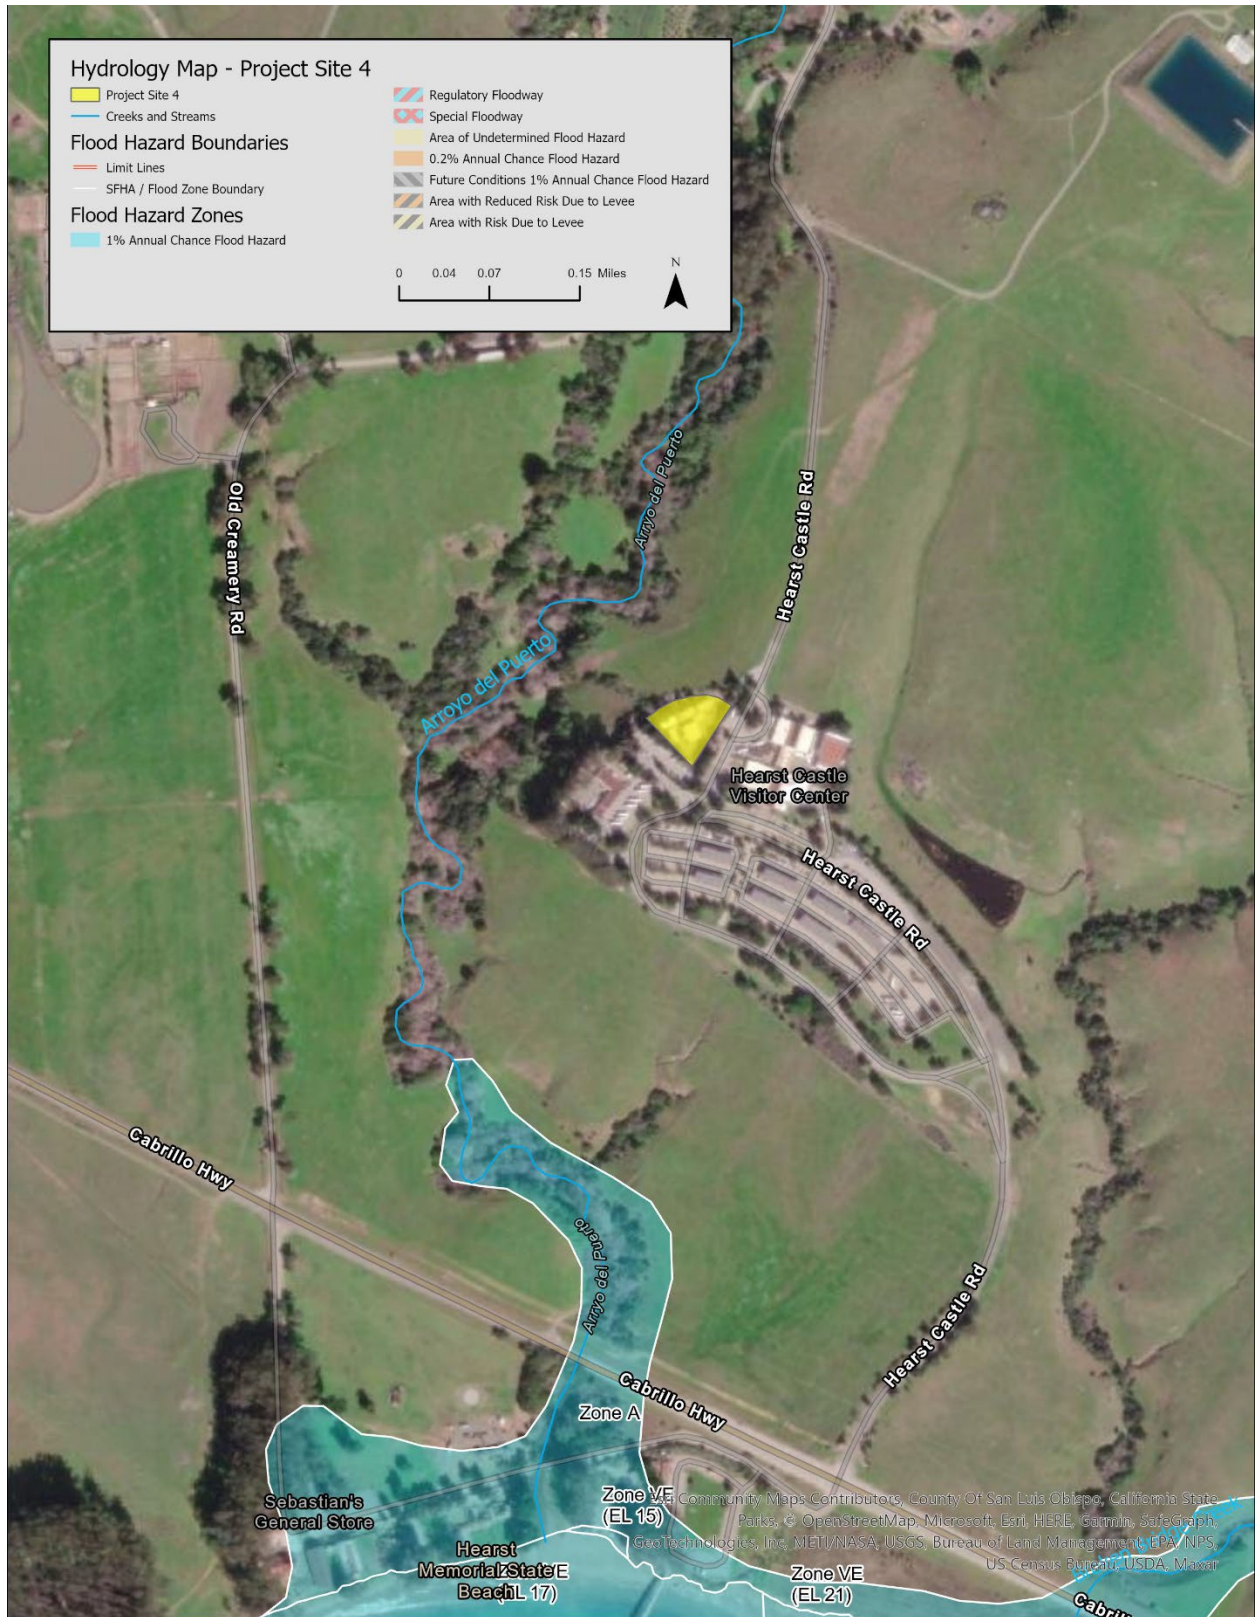 Hydrology Map - Project Site 4
Project Site 4
Creeks and Streams
Flood Hazard Boundaries
Limit Lines
SFHA / Flood Zone Boundary
Flood Hazard Zones
1% Annual Chance Flood Hazard
Regulatory Floodway
Special Floodway
Area of Undetermined Flood Hazard
0.2% Annual Chance Flood Hazard
Future Conditions 1% Annual Chance Flood Hazard
Area with Reduced Risk Due to Levee
Area with Risk Due to Levee
0 0.04 0.07 0.15 Miles
N
Arryo del Puerto
Old Creamery Rd
Hearst Castle Rd
Arroyo del Puerto
Hearst Castle
Visitor Center
Hearst Castle Rd
Cabrillo Hwy
Arryo del Puerto
Hearst Castle Rd
Cabrillo Hwy
Zone A
Sebastian's
General Store
Zone VE
(EL 15)
Hearst
Memorial State
Beach
(EL 17)
Zone VE
(EL 21)
Community Maps Contributors, County Of San Luis Obispo, California State
Parks, © OpenStreetMap, Microsoft, Esri, HERE, Garmin, SafeGraph,
GeoTechnologies, Inc, METI/NASA, USGS, Bureau of Land Management, EPA, NPS,
US Census Bureau, USDA, Maxar